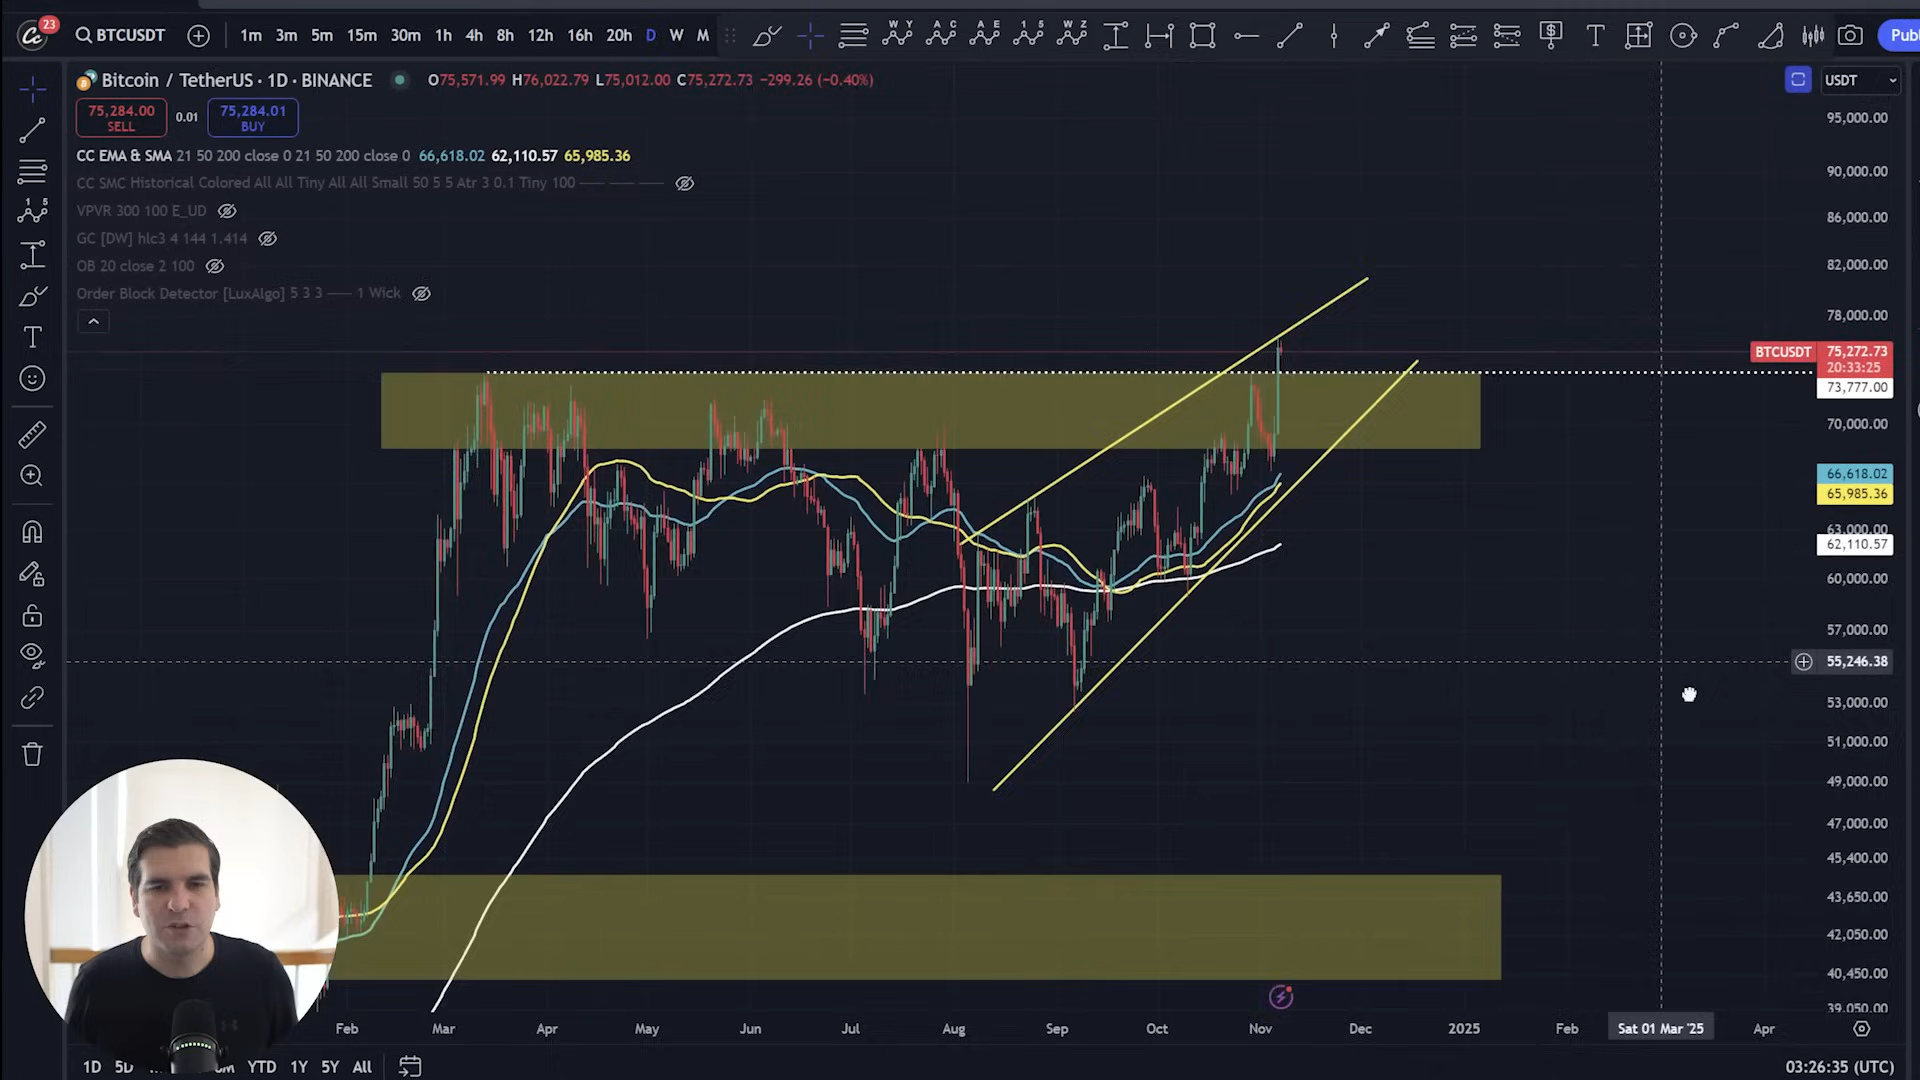 23
BTCUSDT 1m 3m 5m 15m 30m 1h 4h 8h 12h 16h 20h D W M W Y A C A E 1 5 W Z T Publ
Bitcoin / TetherUS · 1D · BINANCE O75,571.99 H76,022.79 L75,012.00 C75,272.73 −299.26 (−0.40%) USDT
75,284.00 SELL 0.01 75,284.01 BUY
CC EMA & SMA 21 50 200 close 0 21 50 200 close 0 66,618.02 62,110.57 65,985.36
CC SMC Historical Colored All All Tiny All All Small 50 5 5 Atr 3 0.1 Tiny 100
VPVR 300 100 E_UD
GC [DW] hlc3 4 144 1.414
OB 20 close 2 100
Order Block Detector [LuxAlgo] 5 3 3 1 Wick
95,000.00
90,000.00
86,000.00
82,000.00
78,000.00
BTCUSDT 75,272.73
20:33:25
73,777.00
70,000.00
66,618.02
65,985.36
63,000.00
62,110.57
60,000.00
57,000.00
55,246.38
53,000.00
51,000.00
49,000.00
47,000.00
45,400.00
43,650.00
42,050.00
40,450.00
39,050.00
Feb Mar Apr May Jun Jul Aug Sep Oct Nov Dec 2025 Feb Sat 01 Mar '25 Apr
1D 5D YTD 1Y 5Y All 03:26:35 (UTC)